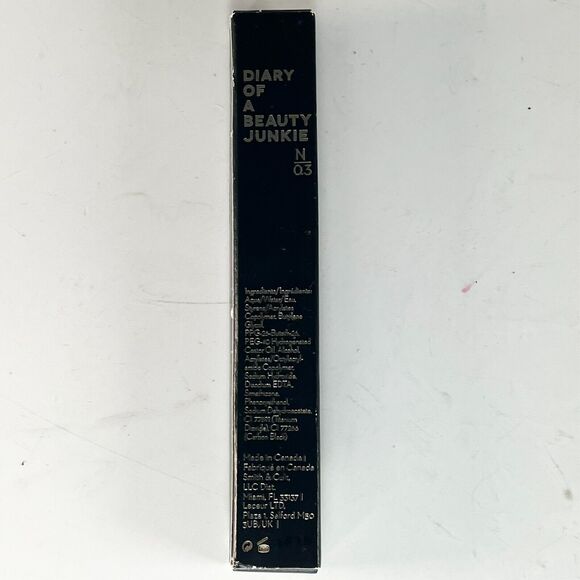 DIARY
OF
A
BEAUTY
JUNKIE
N
0.3
Ingredients/Ingrédients:
Aqua/Water/Eau,
Styrene/Acrylates
Copolymer, Butylene
Glycol,
PPG-26-Buteth-26,
PEG-40 Hydrogenated
Castor Oil, Alcohol,
Acrylates/Octylacryl-
amide Copolymer,
Sodium Hydroxide,
Disodium EDTA,
Simethicone,
Phenoxyethanol,
Sodium Dehydroacetate,
CI 77891 (Titanium
Dioxide), CI 77266
(Carbon Black)
Made in Canada |
Fabriqué en Canada
Smith & Cult,
LLC Dist.
Miami, FL 33137 |
Lapeur LTD.
Plaza 1, Salford M50
3UB/UK |